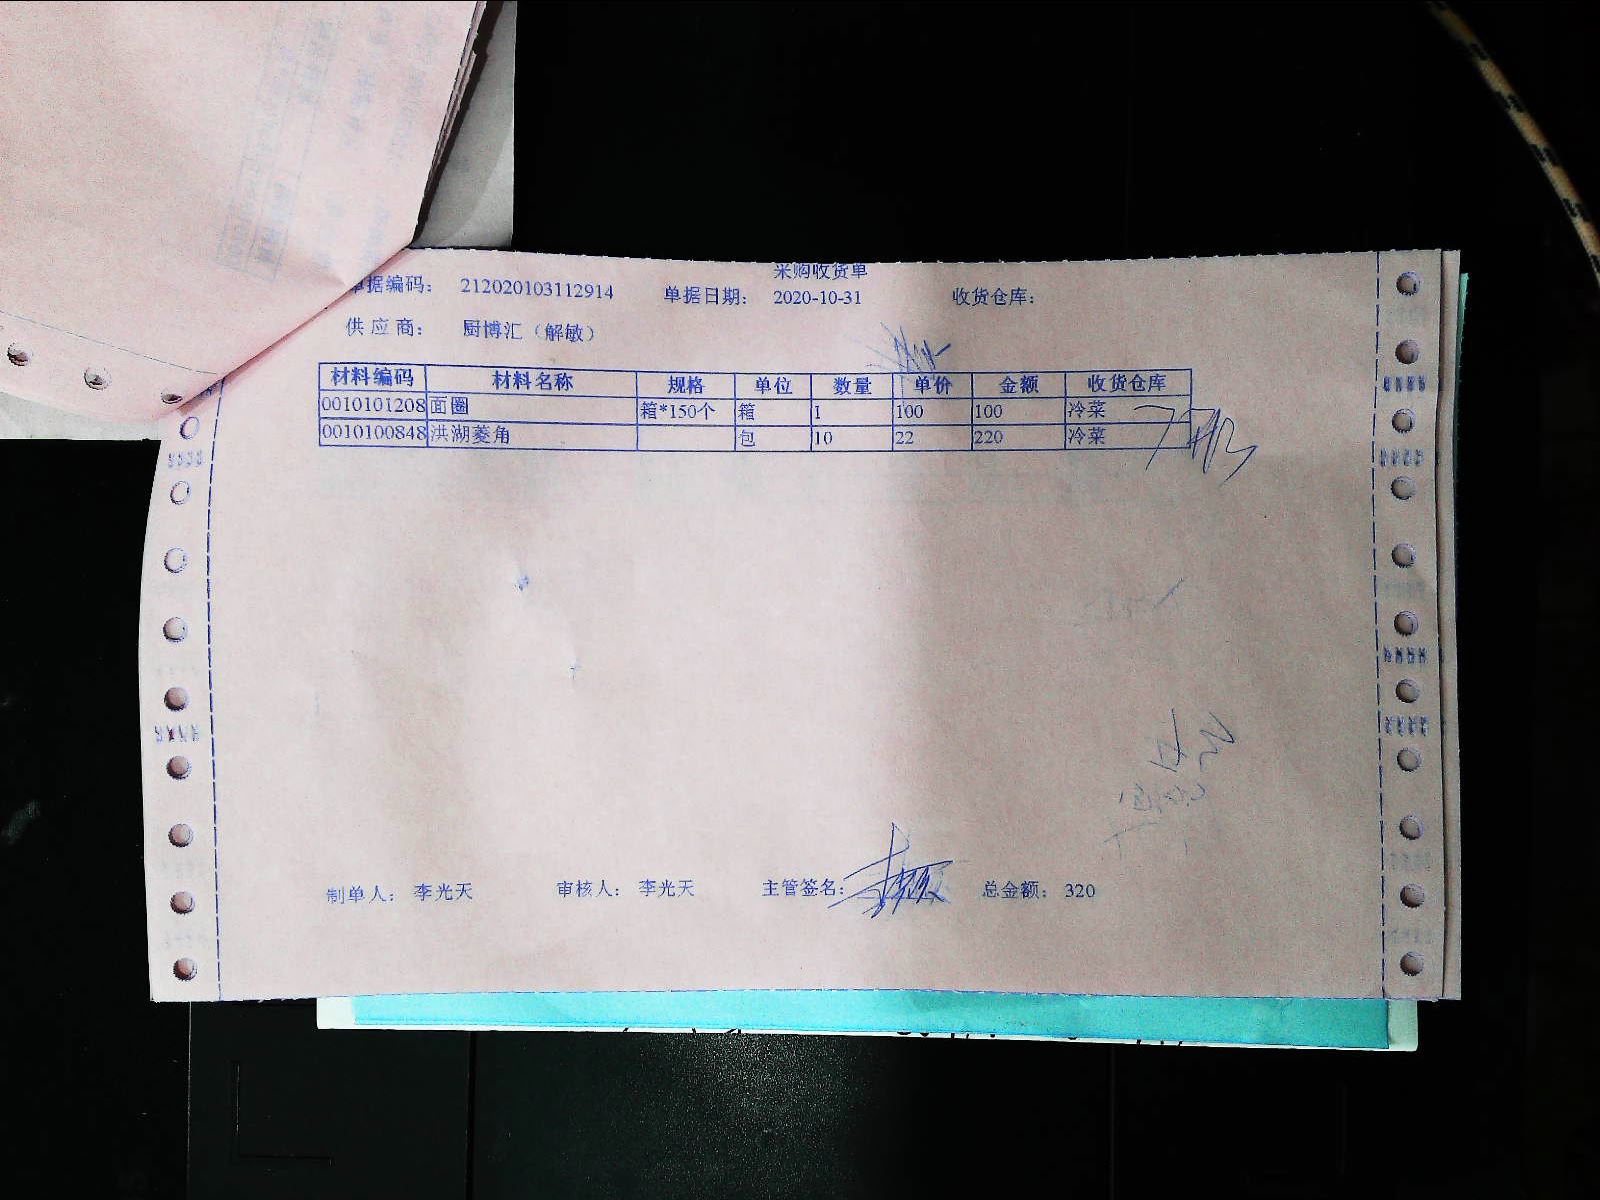 采购收货单
单据编码： 212020103112914 单据日期： 2020-10-31 收货仓库：
供应商： 厨博汇（解敏）
材料编码 材料名称 规格 单位 数量 单价 金额 收货仓库
0010101208 面圈 箱*150个 箱 1 100 100 冷菜
0010100848 洪湖菱角 包 10 22 220 冷菜
制单人： 李光天 审核人： 李光天 主管签名： 总金额： 320